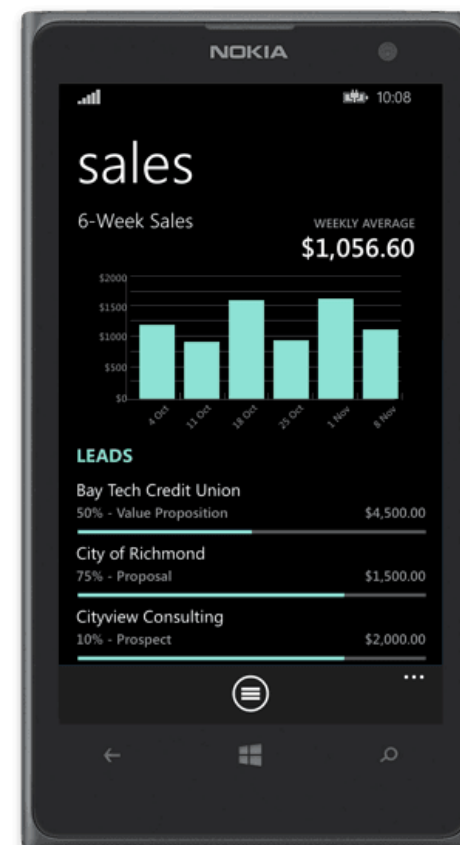 NOKIA
10:08
sales
6-Week Sales
WEEKLY AVERAGE
$1,056.60
$2000
$1500
$1000
$500
$0
4 Oct
11 Oct
18 Oct
25 Oct
1 Nov
8 Nov
LEADS
Bay Tech Credit Union
50% - Value Proposition
$4,500.00
City of Richmond
75% - Proposal
$1,500.00
Cityview Consulting
10% - Prospect
$2,000.00